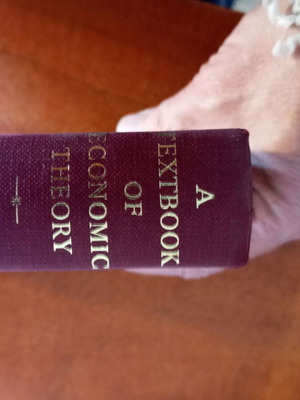 A
TEXTBOOK
OF
ECONOMIC
THEORY